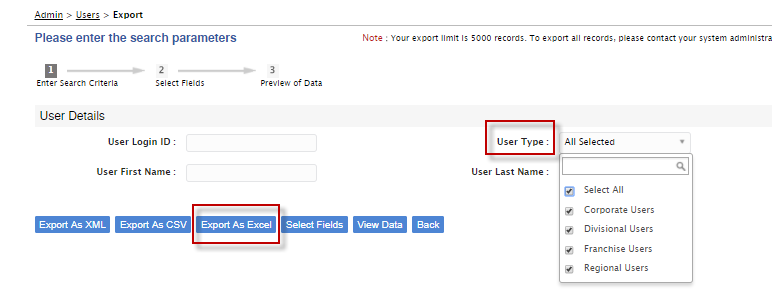 Admin > Users > Export
Please enter the search parameters
Note : Your export limit is 5000 records. To export all records, please contact your system administra
1 2 3
Enter Search Criteria Select Fields Preview of Data
User Details
User Login ID : User Type : All Selected
User First Name : User Last Name :
Select All
Corporate Users
Divisional Users
Franchise Users
Regional Users
Export As XML Export As CSV Export As Excel Select Fields View Data Back